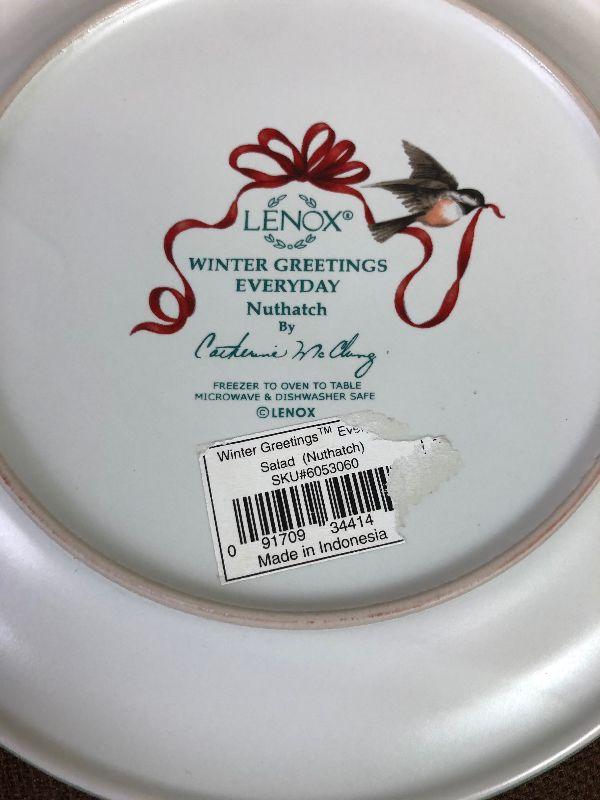 LENOX®
WINTER GREETINGS
EVERYDAY
Nuthatch
By
Catherine McClung
FREEZER TO OVEN TO TABLE
MICROWAVE & DISHWASHER SAFE
© LENOX
Winter Greetings™
Salad (Nuthatch)
SKU#6053060
0 91709 34414
Made in Indonesia